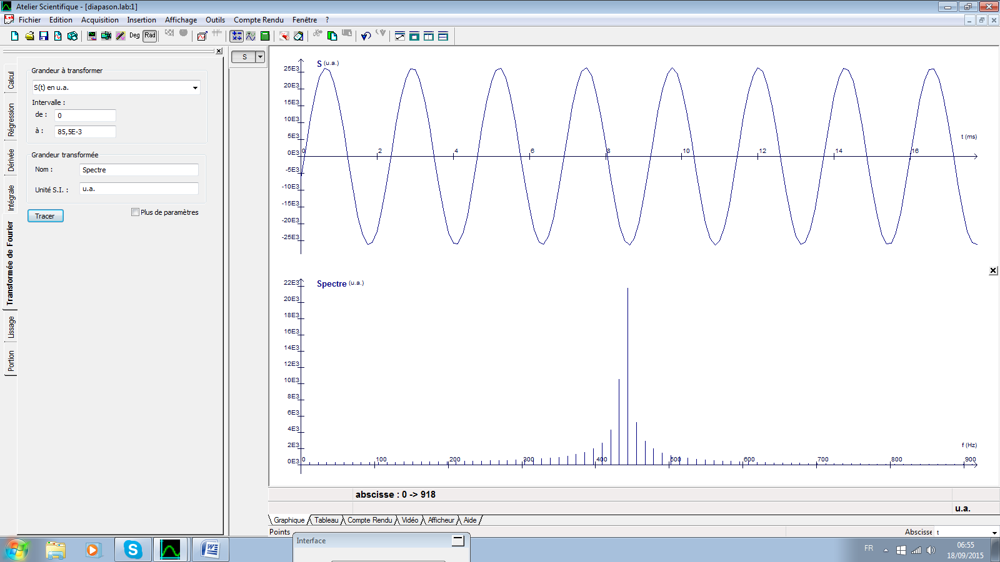 Atelier Scientifique - [diapason.lab:1]
Fichier Edition Acquisition Insertion Affichage Outils Compte Rendu Fenêtre ?
Deg Rad
Calcul
Régression
Dérivée
Intégrale
Transformée de Fourier
Lissage
Portion
Grandeur à transformer
S(t) en u.a.
Intervalle :
de : 0
à : 85,5E-3
Grandeur transformée
Nom : Spectre
Unité S.I. : u.a.
Tracer
Plus de paramètres
S
S (u.a.)
25E3
20E3
15E3
10E3
5E3
0E3
-5E3
-10E3
-15E3
-20E3
-25E3
0 2 4 6 8 10 12 14 16
t (ms)
Spectre (u.a.)
22E3
20E3
18E3
16E3
14E3
12E3
10E3
8E3
6E3
4E3
2E3
0E3
0 100 200 300 400 500 600 700 800 900
f (Hz)
abscisse : 0 -> 918
u.a.
Graphique Tableau Compte Rendu Vidéo Afficheur Aide
Points
Abscisse t
Interface
FR
06:55
18/09/2015